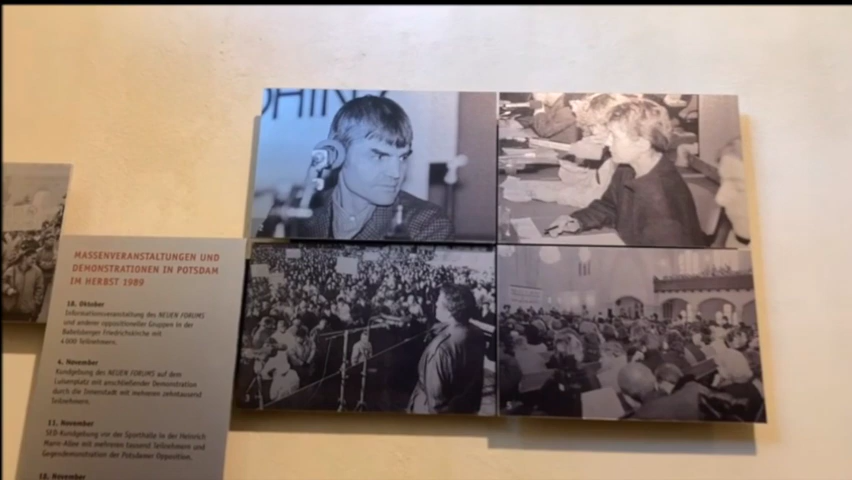 MASSENVERANSTALTUNGEN UND
DEMONSTRATIONEN IN POTSDAM
IM HERBST 1989
18. Oktober
Informationsveranstaltung des NEUEN FORUMS
und anderer oppositioneller Gruppen in der
Babelsberger Friedrichskirche mit
4 000 Teilnehmern.
4. November
Kundgebung des NEUEN FORUMS auf dem
Luisenplatz mit anschließender Demonstration
durch die Innenstadt mit mehreren zehntausend
Teilnehmern.
11. November
SED-Kundgebung vor der Sporthalle in der Heinrich
Mann-Allee mit mehreren tausend Teilnehmern und
Gegendemonstration der Potsdamer Opposition.
18. November